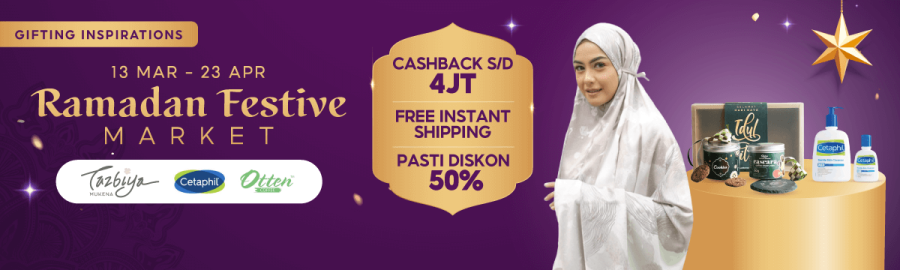 GIFTING INSPIRATIONS
13 MAR - 23 APR
Ramadan Festive
MARKET
Tazbiya
MUKENA
Cetaphil
Otten
CASHBACK S/D
4JT
FREE INSTANT
SHIPPING
PASTI DISKON
50%
Idul
Cookies
Cetaphil
Cetaphil